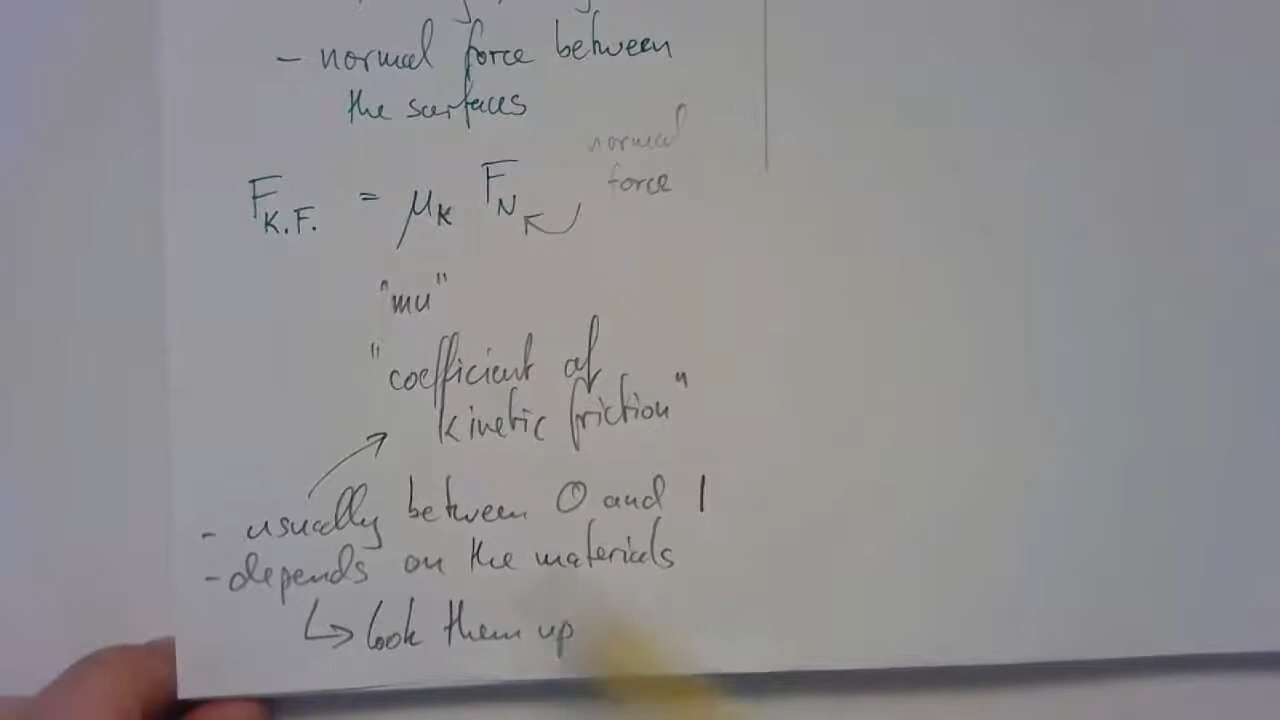 - normal force between
the surfaces
normal
force
F K.F. = μK FN
"mu"
"coefficient of
kinetic friction"
- usually between 0 and 1
- depends on the materials
↳ look them up